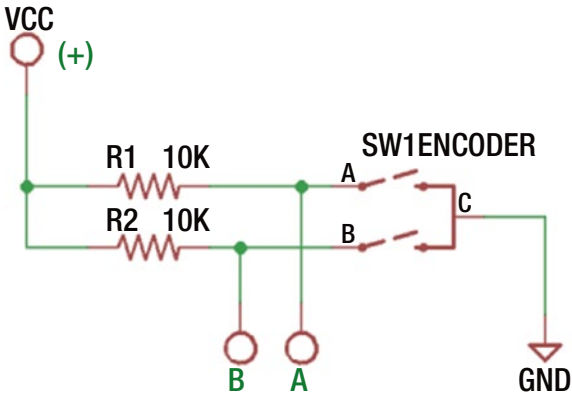 VCC
(+)
R1 10K
SW1ENCODER
A
R2 10K
C
B
B A
GND